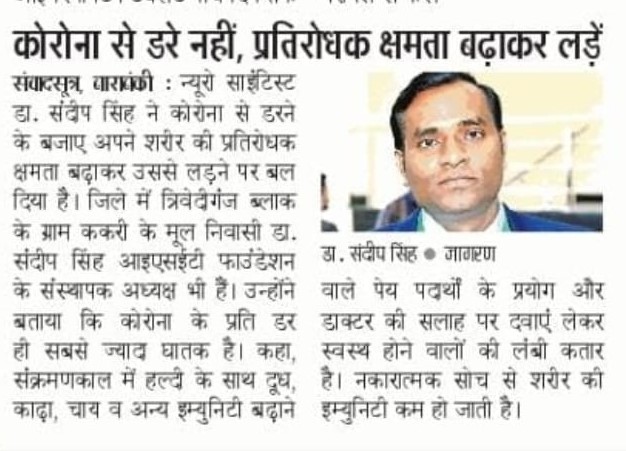 कोरोना से डरे नहीं, प्रतिरोधक क्षमता बढ़ाकर लड़ें
संवादसूत्र, बाराबंकी : न्यूरो साइंटिस्ट
डा. संदीप सिंह ने कोरोना से डरने
के बजाए अपने शरीर की प्रतिरोधक
क्षमता बढ़ाकर उससे लड़ने पर बल
दिया है। जिले में त्रिवेदीगंज ब्लाक
के ग्राम ककरी के मूल निवासी डा.
संदीप सिंह आइएसईटी फाउंडेशन
के संस्थापक अध्यक्ष भी हैं। उन्होंने
बताया कि कोरोना के प्रति डर
ही सबसे ज्याद घातक है। कहा,
संक्रमणकाल में हल्दी के साथ दूध,
काढ़ा, चाय व अन्य इम्युनिटी बढ़ाने
डा. संदीप सिंह ● जागरण
वाले पेय पदार्थों के प्रयोग और
डाक्टर की सलाह पर दवाएं लेकर
स्वस्थ होने वालों की लंबी कतार
है। नकारात्मक सोच से शरीर की
इम्युनिटी कम हो जाती है।